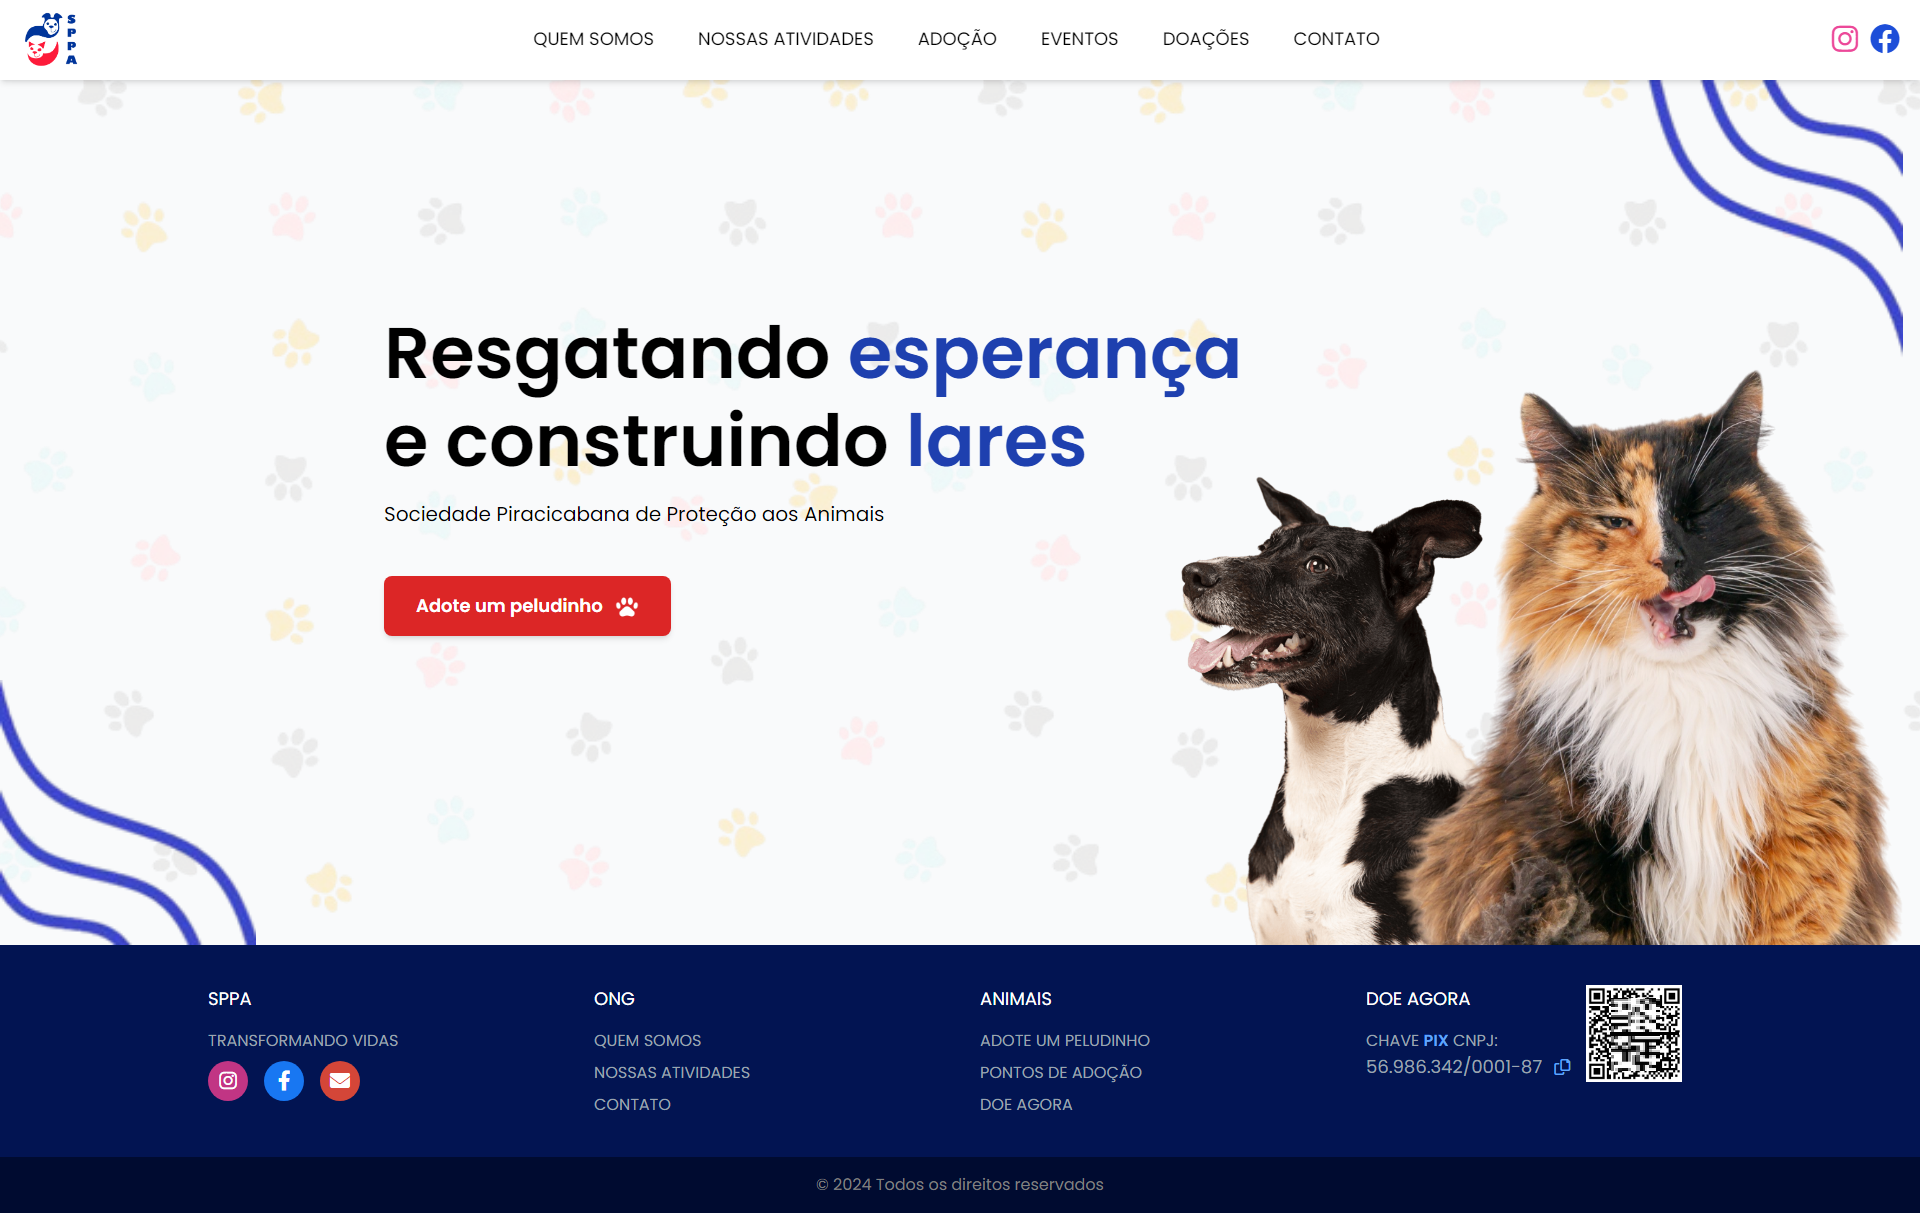 SPPA
QUEM SOMOS
NOSSAS ATIVIDADES
ADOÇÃO
EVENTOS
DOAÇÕES
CONTATO
Resgatando esperança
e construindo lares
Sociedade Piracicabana de Proteção aos Animais
Adote um peludinho
SPPA
TRANSFORMANDO VIDAS
ONG
QUEM SOMOS
NOSSAS ATIVIDADES
CONTATO
ANIMAIS
ADOTE UM PELUDINHO
PONTOS DE ADOÇÃO
DOE AGORA
DOE AGORA
CHAVE PIX CNPJ:
56.986.342/0001-87
© 2024 Todos os direitos reservados